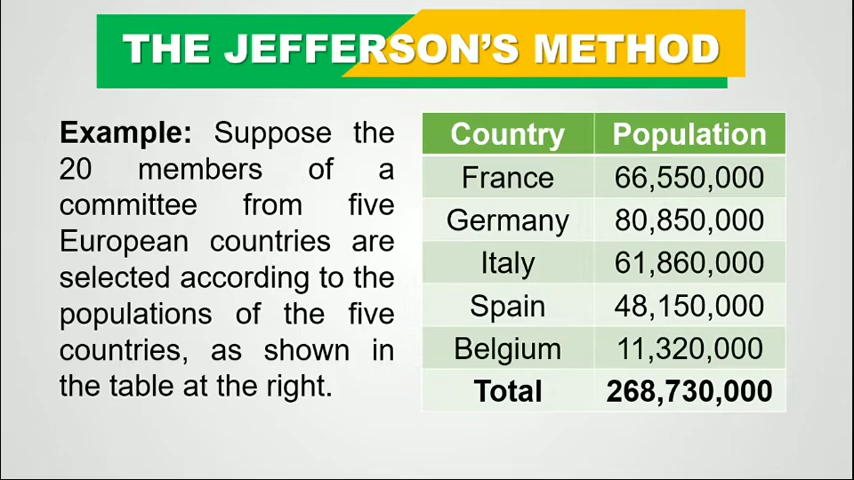 THE JEFFERSON'S METHOD
Example: Suppose the
20 members of a
committee from five
European countries are
selected according to the
populations of the five
countries, as shown in
the table at the right.
Country Population
France 66,550,000
Germany 80,850,000
Italy 61,860,000
Spain 48,150,000
Belgium 11,320,000
Total 268,730,000